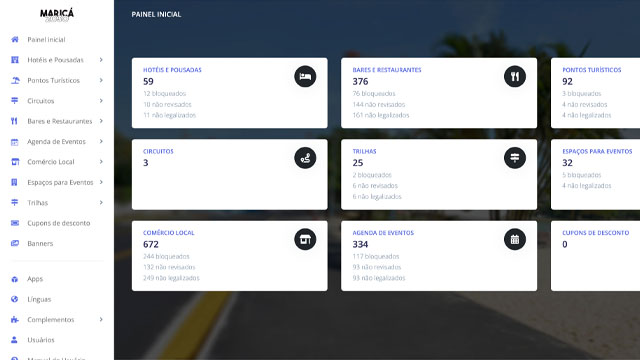 MARICÁ
Painel inicial
Hotéis e Pousadas
Pontos Turísticos
Circuitos
Bares e Restaurantes
Agenda de Eventos
Comércio Local
Espaços para Eventos
Trilhas
Cupons de desconto
Banners
Apps
Línguas
Complementos
Usuários
Manual do Usuário
PAINEL INICIAL
HOTÉIS E POUSADAS
59
12 bloqueados
10 não revisados
11 não legalizados
BARES E RESTAURANTES
376
76 bloqueados
144 não revisados
161 não legalizados
PONTOS TURÍSTICOS
92
3 bloqueados
4 não revisados
4 não legalizados
CIRCUITOS
3
TRILHAS
25
2 bloqueados
6 não revisados
6 não legalizados
ESPAÇOS PARA EVENTOS
32
5 bloqueados
4 não legalizados
COMÉRCIO LOCAL
672
244 bloqueados
132 não revisados
249 não legalizados
AGENDA DE EVENTOS
334
117 bloqueados
93 não revisados
93 não legalizados
CUPONS DE DESCONTO
0